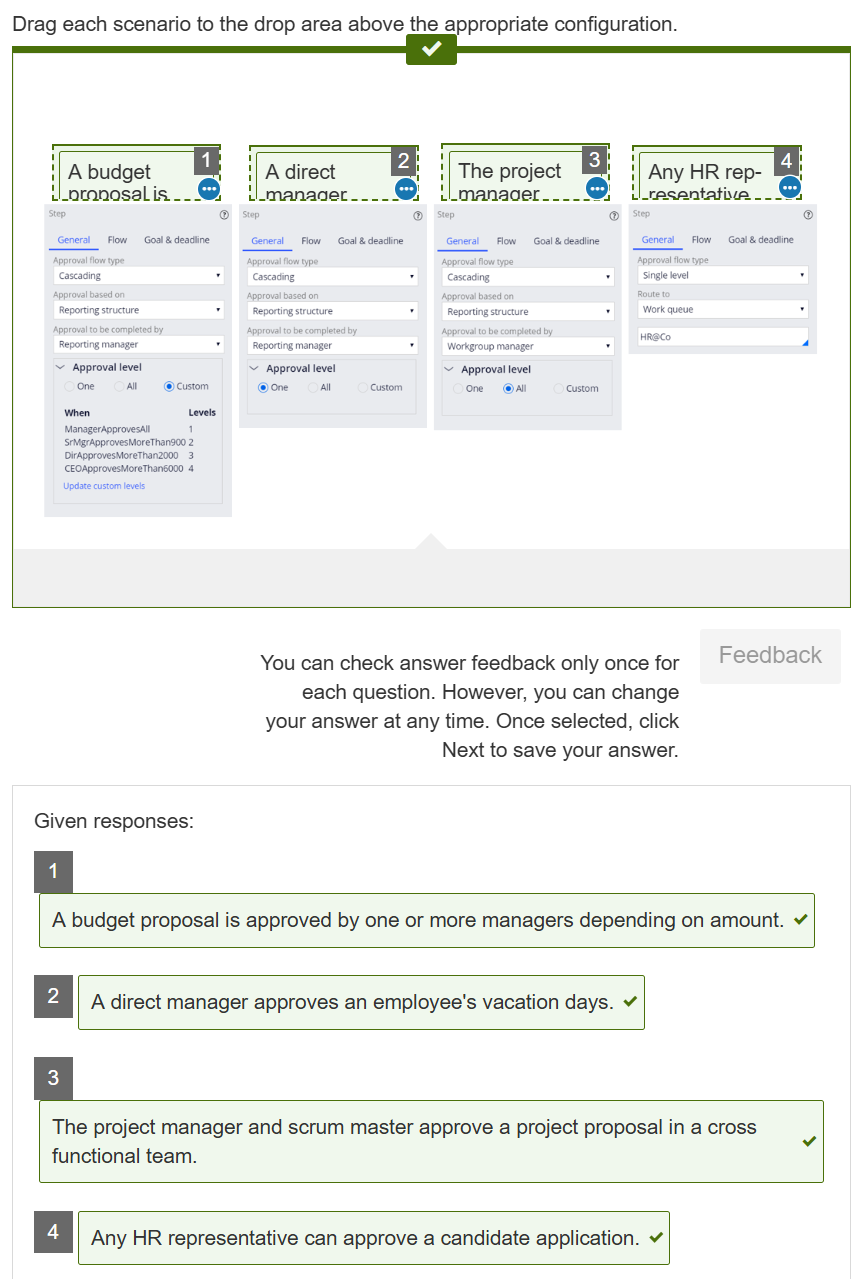 Drag each scenario to the drop area above the appropriate configuration.
A budget
proposal is
1
A direct
manager
2
The project
manager
3
Any HR rep-
resentative
4
Step
General Flow Goal & deadline
Approval flow type
Cascading
Approval based on
Reporting structure
Approval to be completed by
Reporting manager
Approval level
One All Custom
When Levels
ManagerApprovesAll 1
SrMgrApprovesMoreThan900 2
DirApprovesMoreThan2000 3
CEOApprovesMoreThan6000 4
Update custom levels
Step
General Flow Goal & deadline
Approval flow type
Cascading
Approval based on
Reporting structure
Approval to be completed by
Reporting manager
Approval level
One All Custom
Step
General Flow Goal & deadline
Approval flow type
Cascading
Approval based on
Reporting structure
Approval to be completed by
Workgroup manager
Approval level
One All Custom
Step
General Flow Goal & deadline
Approval flow type
Single level
Route to
Work queue
HR@Co
You can check answer feedback only once for
each question. However, you can change
your answer at any time. Once selected, click
Next to save your answer.
Feedback
Given responses:
1
A budget proposal is approved by one or more managers depending on amount.
2
A direct manager approves an employee's vacation days.
3
The project manager and scrum master approve a project proposal in a cross
functional team.
4
Any HR representative can approve a candidate application.